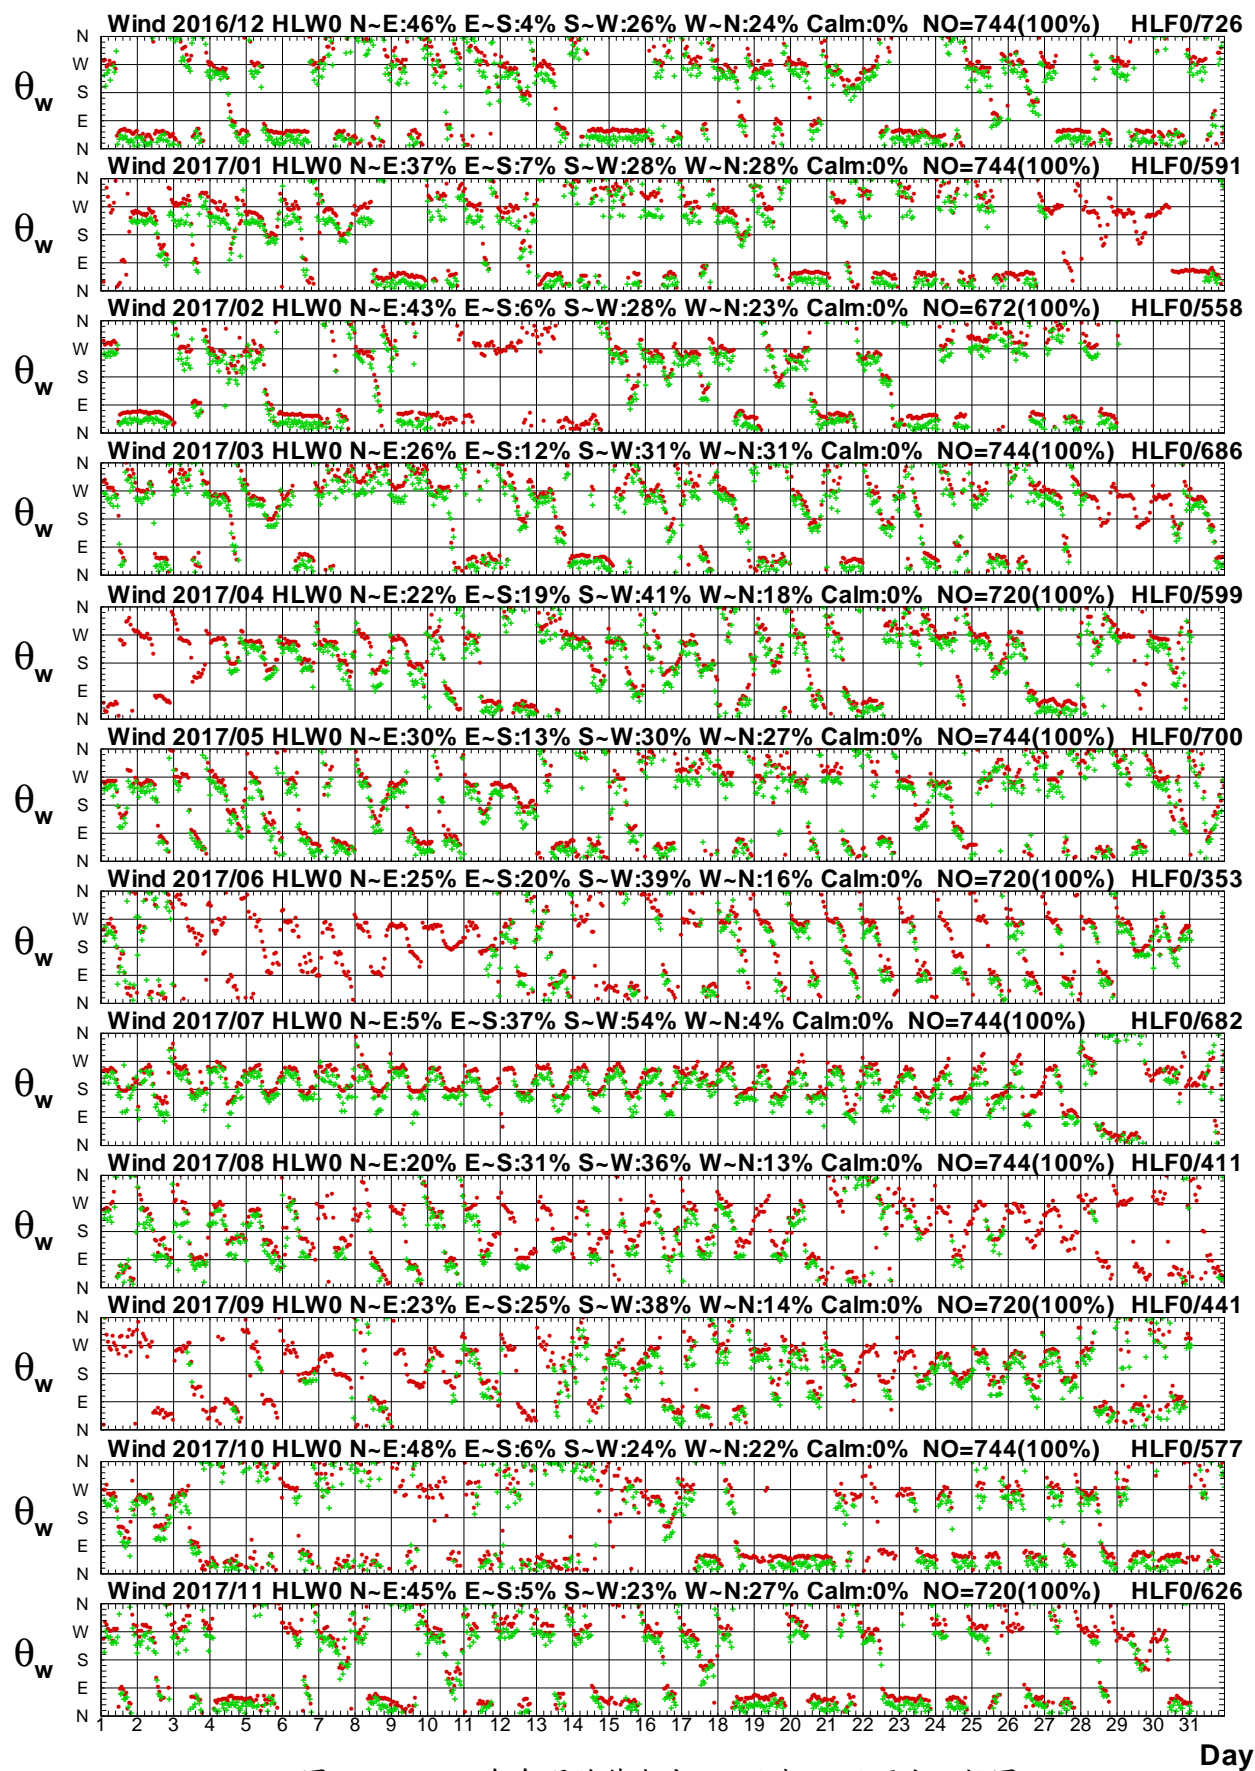 Wind 2016/12 HLW0 N~E:46% E~S:4% S~W:26% W~N:24% Calm:0% NO=744(100%) HLF0/726
N
W
θw
S
E
N
Wind 2017/01 HLW0 N~E:37% E~S:7% S~W:28% W~N:28% Calm:0% NO=744(100%) HLF0/591
N
W
θw
S
E
N
Wind 2017/02 HLW0 N~E:43% E~S:6% S~W:28% W~N:23% Calm:0% NO=672(100%) HLF0/558
N
W
θw
S
E
N
Wind 2017/03 HLW0 N~E:26% E~S:12% S~W:31% W~N:31% Calm:0% NO=744(100%) HLF0/686
N
W
θw
S
E
N
Wind 2017/04 HLW0 N~E:22% E~S:19% S~W:41% W~N:18% Calm:0% NO=720(100%) HLF0/599
N
W
θw
S
E
N
Wind 2017/05 HLW0 N~E:30% E~S:13% S~W:30% W~N:27% Calm:0% NO=744(100%) HLF0/700
N
W
θw
S
E
N
Wind 2017/06 HLW0 N~E:25% E~S:20% S~W:39% W~N:16% Calm:0% NO=720(100%) HLF0/353
N
W
θw
S
E
N
Wind 2017/07 HLW0 N~E:5% E~S:37% S~W:54% W~N:4% Calm:0% NO=744(100%) HLF0/682
N
W
θw
S
E
N
Wind 2017/08 HLW0 N~E:20% E~S:31% S~W:36% W~N:13% Calm:0% NO=744(100%) HLF0/411
N
W
θw
S
E
N
Wind 2017/09 HLW0 N~E:23% E~S:25% S~W:38% W~N:14% Calm:0% NO=720(100%) HLF0/441
N
W
θw
S
E
N
Wind 2017/10 HLW0 N~E:48% E~S:6% S~W:24% W~N:22% Calm:0% NO=744(100%) HLF0/577
N
W
θw
S
E
N
Wind 2017/11 HLW0 N~E:45% E~S:5% S~W:23% W~N:27% Calm:0% NO=720(100%) HLF0/626
N
W
θw
S
E
N
1 2 3 4 5 6 7 8 9 10 11 12 13 14 15 16 17 18 19 20 21 22 23 24 25 26 27 28 29 30 31
Day